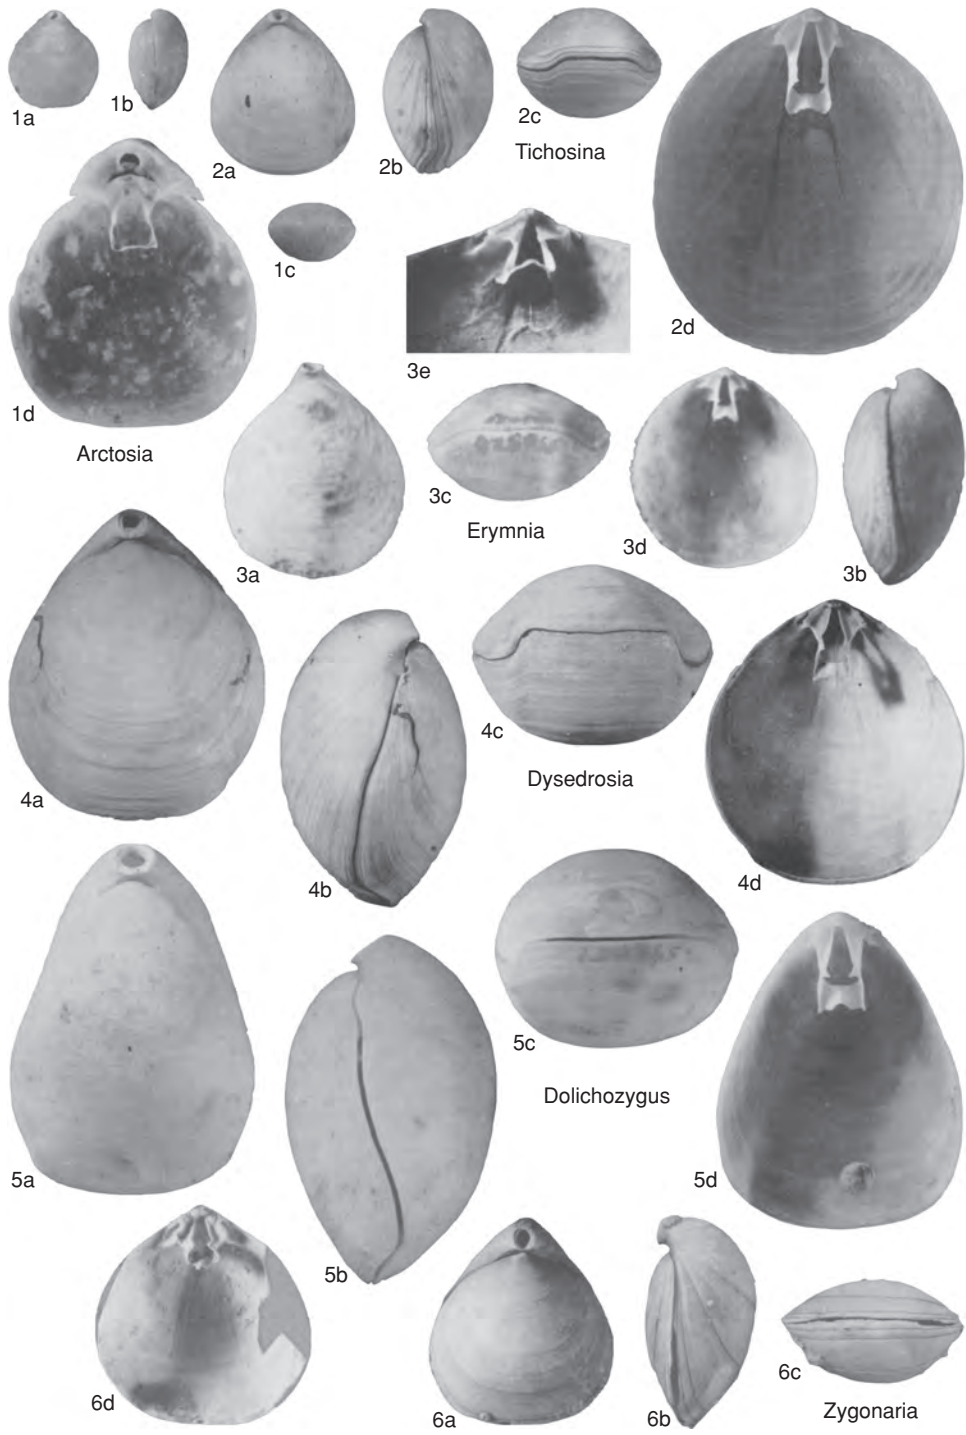 1a
1b
2a
2b
2c
Tichosina
1c
2d
3e
1d
Arctosia
3c
Erymnia
3d
3a
3b
4c
4a
Dysedrosia
4b
4d
5c
Dolichozygus
5a
5d
5b
6c
6d
6a
6b
Zygonaria